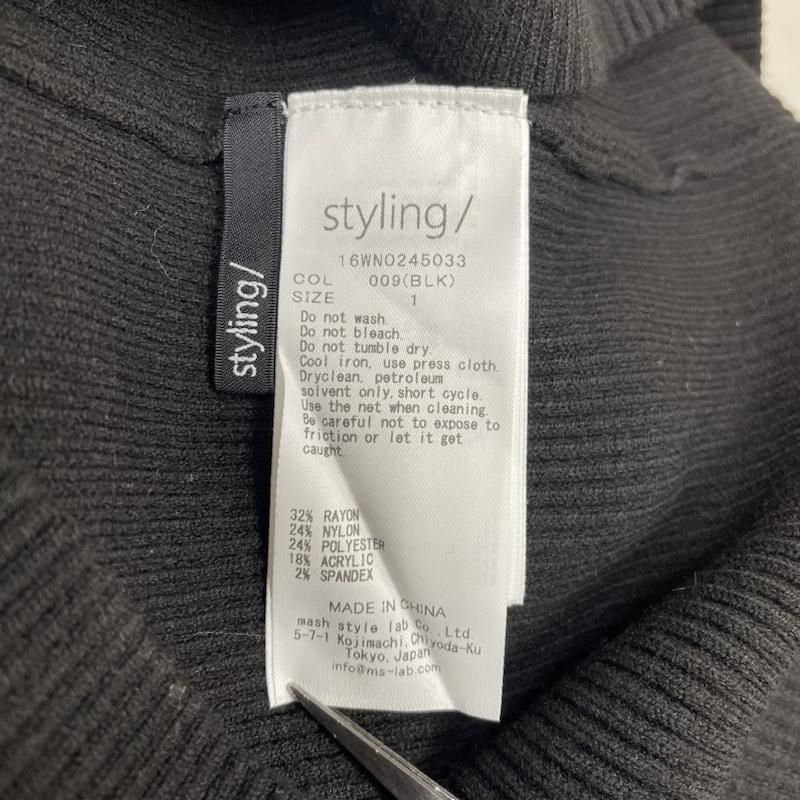 styling/
styling/
16WNO245033
COL 009(BLK)
SIZE 1
Do not wash.
Do not bleach.
Do not tumble dry.
Cool iron, use press cloth.
Dryclean. petroleum
solvent only, short cycle.
Use the net when cleaning.
Be careful not to expose to
friction or let it get
caught.
32% RAYON
24% NYLON
24% POLYESTER
18% ACRYLIC
2% SPANDEX
MADE IN CHINA
mash style lab Co.,Ltd.
5-7-1 Kojimachi, Chiyoda-Ku
Tokyo, Japan
info@ms-lab.com